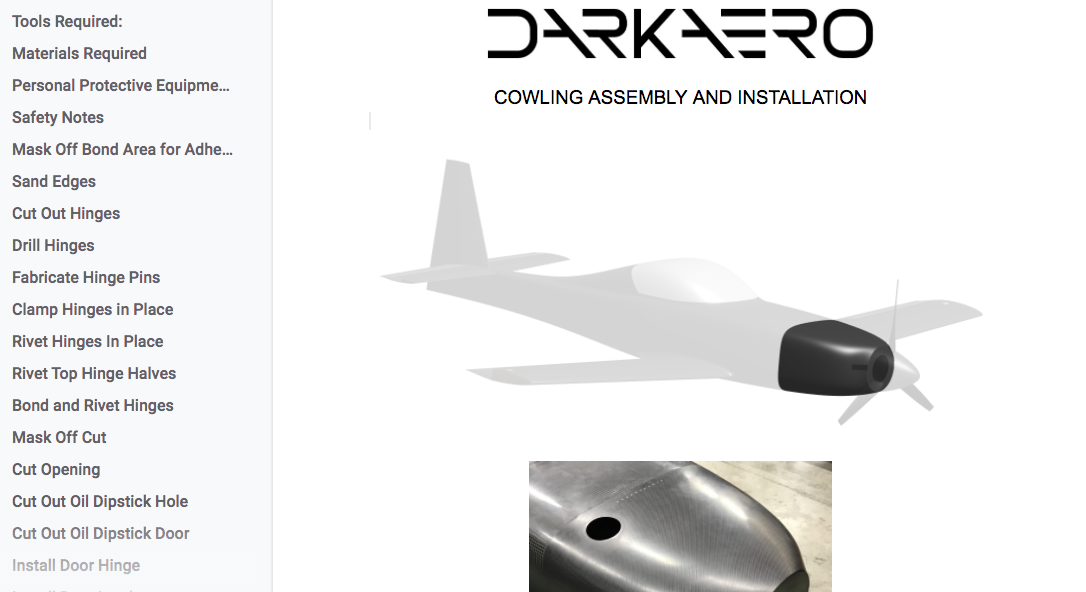 Tools Required:
Materials Required
Personal Protective Equipme...
Safety Notes
Mask Off Bond Area for Adhe...
Sand Edges
Cut Out Hinges
Drill Hinges
Fabricate Hinge Pins
Clamp Hinges in Place
Rivet Hinges In Place
Rivet Top Hinge Halves
Bond and Rivet Hinges
Mask Off Cut
Cut Opening
Cut Out Oil Dipstick Hole
Cut Out Oil Dipstick Door
Install Door Hinge
DARKAERO
COWLING ASSEMBLY AND INSTALLATION